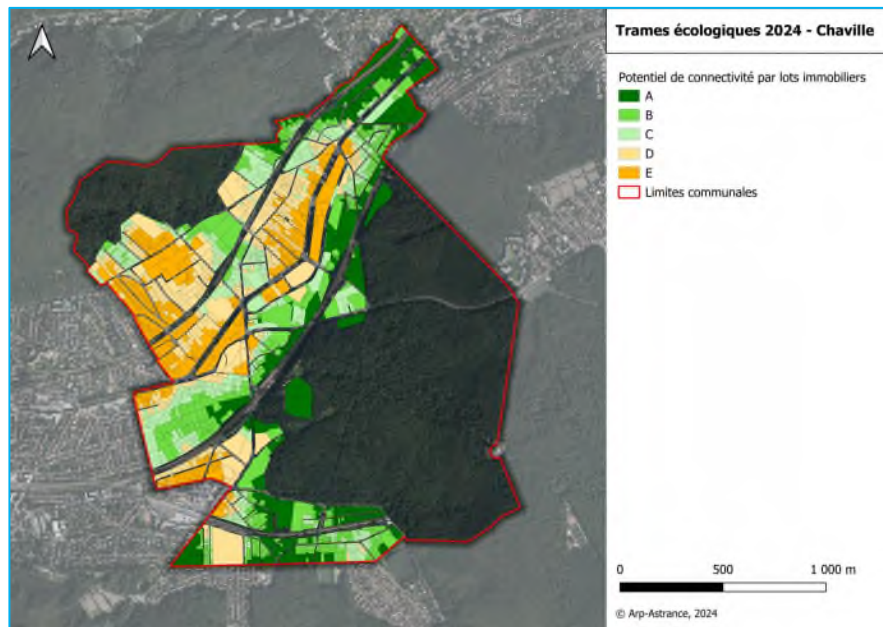 Trames écologiques 2024 - Chaville
Potentiel de connectivité par lots immobiliers
A
B
C
D
E
Limites communales
0 500 1 000 m
© Arp-Astrance, 2024